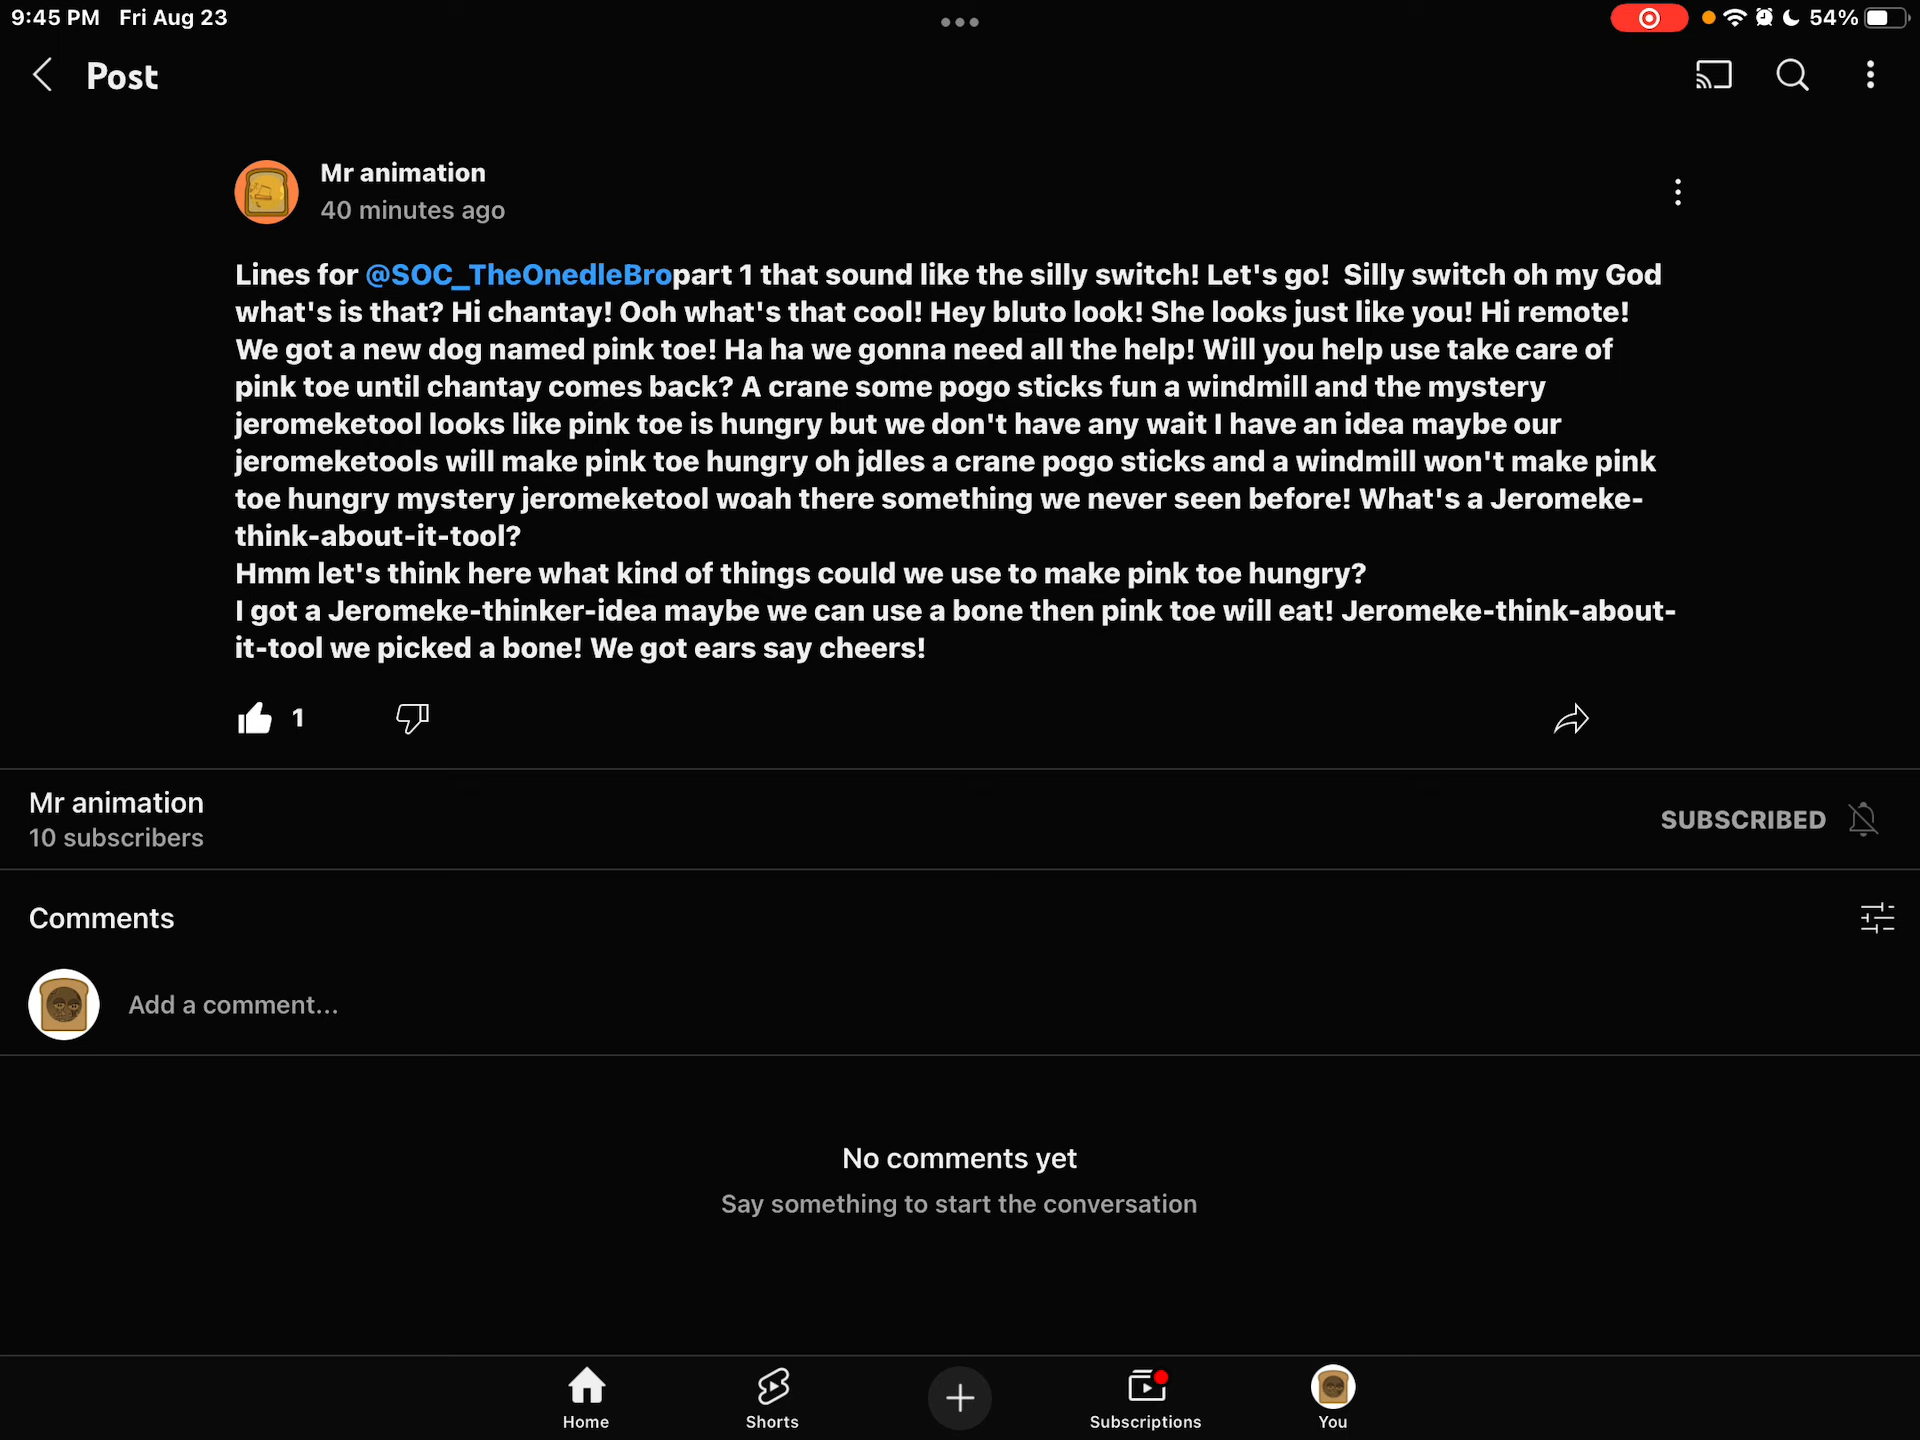 9:45 PM Fri Aug 23
54%
Post
Mr animation
40 minutes ago
Lines for @SOC_TheOnedleBropart 1 that sound like the silly switch! Let's go!  Silly switch oh my God
what's is that? Hi chantay! Ooh what's that cool! Hey bluto look! She looks just like you! Hi remote!
We got a new dog named pink toe! Ha ha we gonna need all the help! Will you help use take care of
pink toe until chantay comes back? A crane some pogo sticks fun a windmill and the mystery
jeromeketool looks like pink toe is hungry but we don't have any wait I have an idea maybe our
jeromeketools will make pink toe hungry oh jdles a crane pogo sticks and a windmill won't make pink
toe hungry mystery jeromeketool woah there something we never seen before! What's a Jeromeke-
think-about-it-tool?
Hmm let's think here what kind of things could we use to make pink toe hungry?
I got a Jeromeke-thinker-idea maybe we can use a bone then pink toe will eat! Jeromeke-think-about-
it-tool we picked a bone! We got ears say cheers!
1
Mr animation
10 subscribers
SUBSCRIBED
Comments
Add a comment...
No comments yet
Say something to start the conversation
Home
Shorts
Subscriptions
You